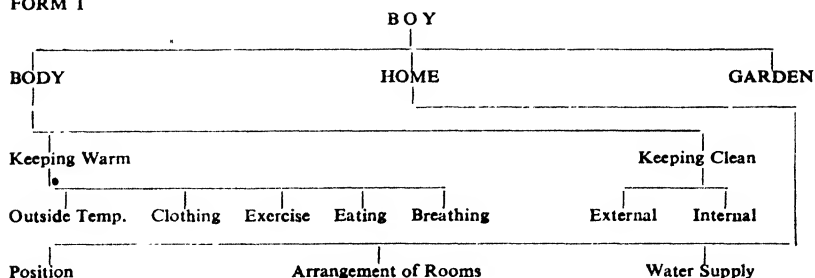 FORM I
BOY
BODY HOME GARDEN
Keeping Warm Keeping Clean
Outside Temp. Clothing Exercise Eating Breathing External Internal
Position Arrangement of Rooms Water Supply